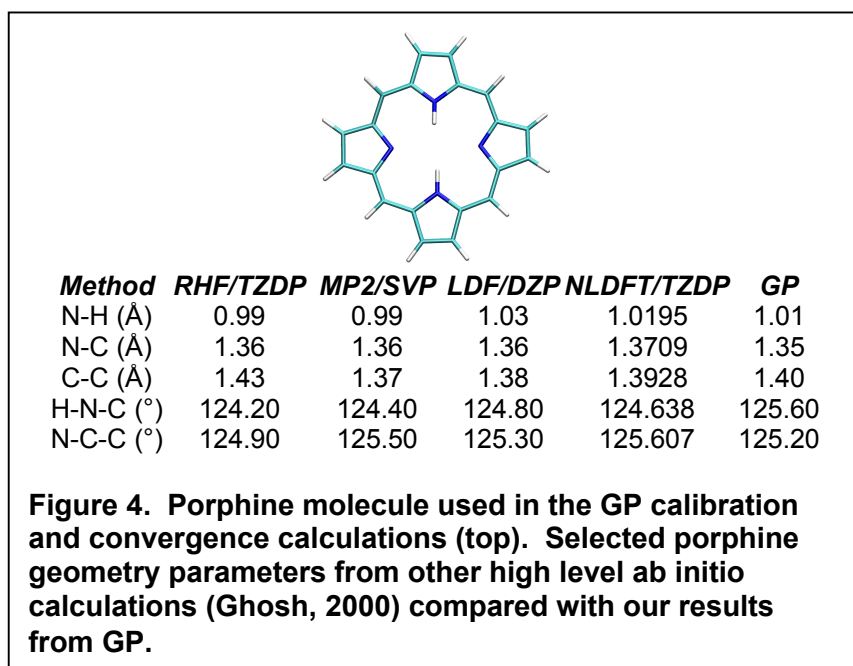 Method RHF/TZDP MP2/SVP LDF/DZP NLDFT/TZDP GP
N-H (Å) 0.99 0.99 1.03 1.0195 1.01
N-C (Å) 1.36 1.36 1.36 1.3709 1.35
C-C (Å) 1.43 1.37 1.38 1.3928 1.40
H-N-C (°) 124.20 124.40 124.80 124.638 125.60
N-C-C (°) 124.90 125.50 125.30 125.607 125.20
Figure 4. Porphine molecule used in the GP calibration
and convergence calculations (top). Selected porphine
geometry parameters from other high level ab initio
calculations (Ghosh, 2000) compared with our results
from GP.